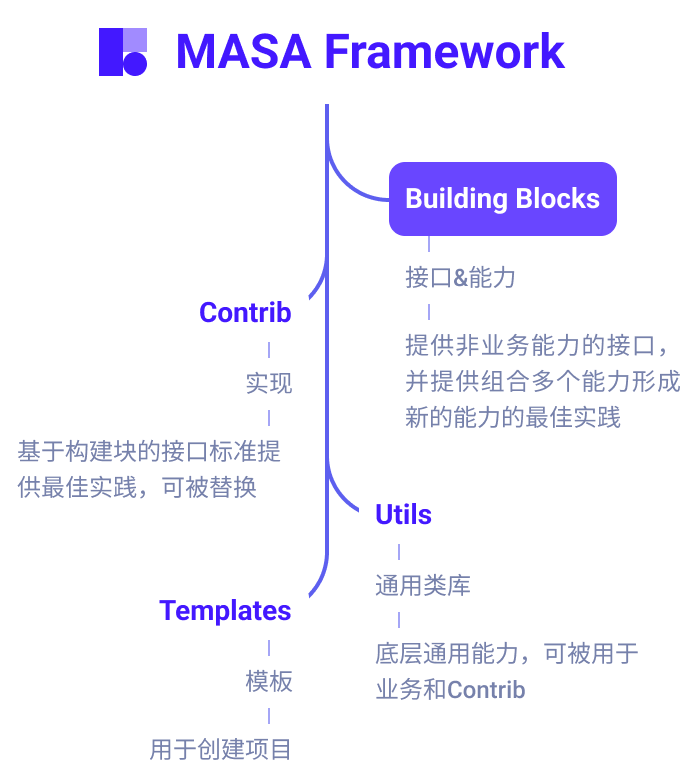 MASA Framework
Building Blocks
接口&能力
提供非业务能力的接口，
并提供组合多个能力形成
新的能力的最佳实践
Contrib
实现
基于构建块的接口标准提
供最佳实践，可被替换
Utils
通用类库
底层通用能力，可被用于
业务和Contrib
Templates
模板
用于创建项目